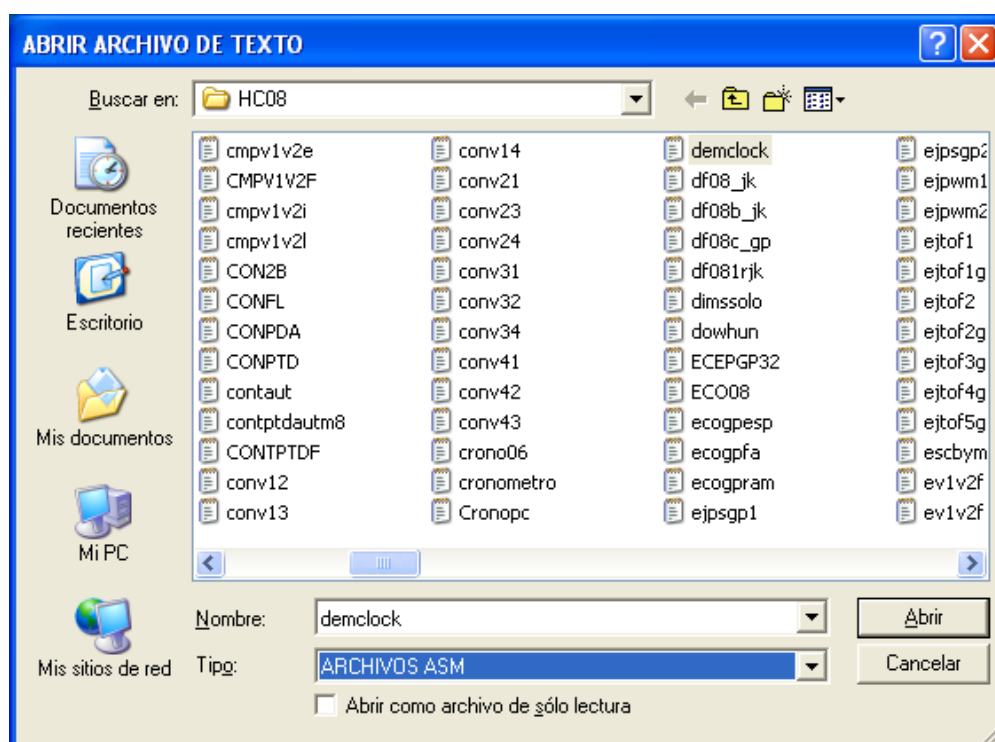 ABRIR ARCHIVO DE TEXTO
Buscar en:
HC08
Documentos
recientes
Escritorio
Mis documentos
Mi PC
Mis sitios de red
cmpv1v2e
CMPV1V2F
cmpv1v2i
cmpv1v2l
CON2B
CONFL
CONPDA
CONPTD
contaut
contptdautm8
CONTPTDF
conv12
conv13
conv14
conv21
conv23
conv24
conv31
conv32
conv34
conv41
conv42
conv43
crono06
cronometro
Cronopc
demclock
df08_jk
df08b_jk
df08c_gp
df081rjk
dimssolo
dowhun
ECEPGP32
ECO08
ecogpesp
ecogpfa
ecogpram
ejpsgp1
ejpsgp2
ejpwm1
ejpwm2
ejtof1
ejtof1g
ejtof2
ejtof2g
ejtof3g
ejtof4g
ejtof5g
escbym
ev1v2f
ev1v2f
Nombre:
demclock
Abrir
Tipo:
ARCHIVOS ASM
Cancelar
Abrir como archivo de sólo lectura